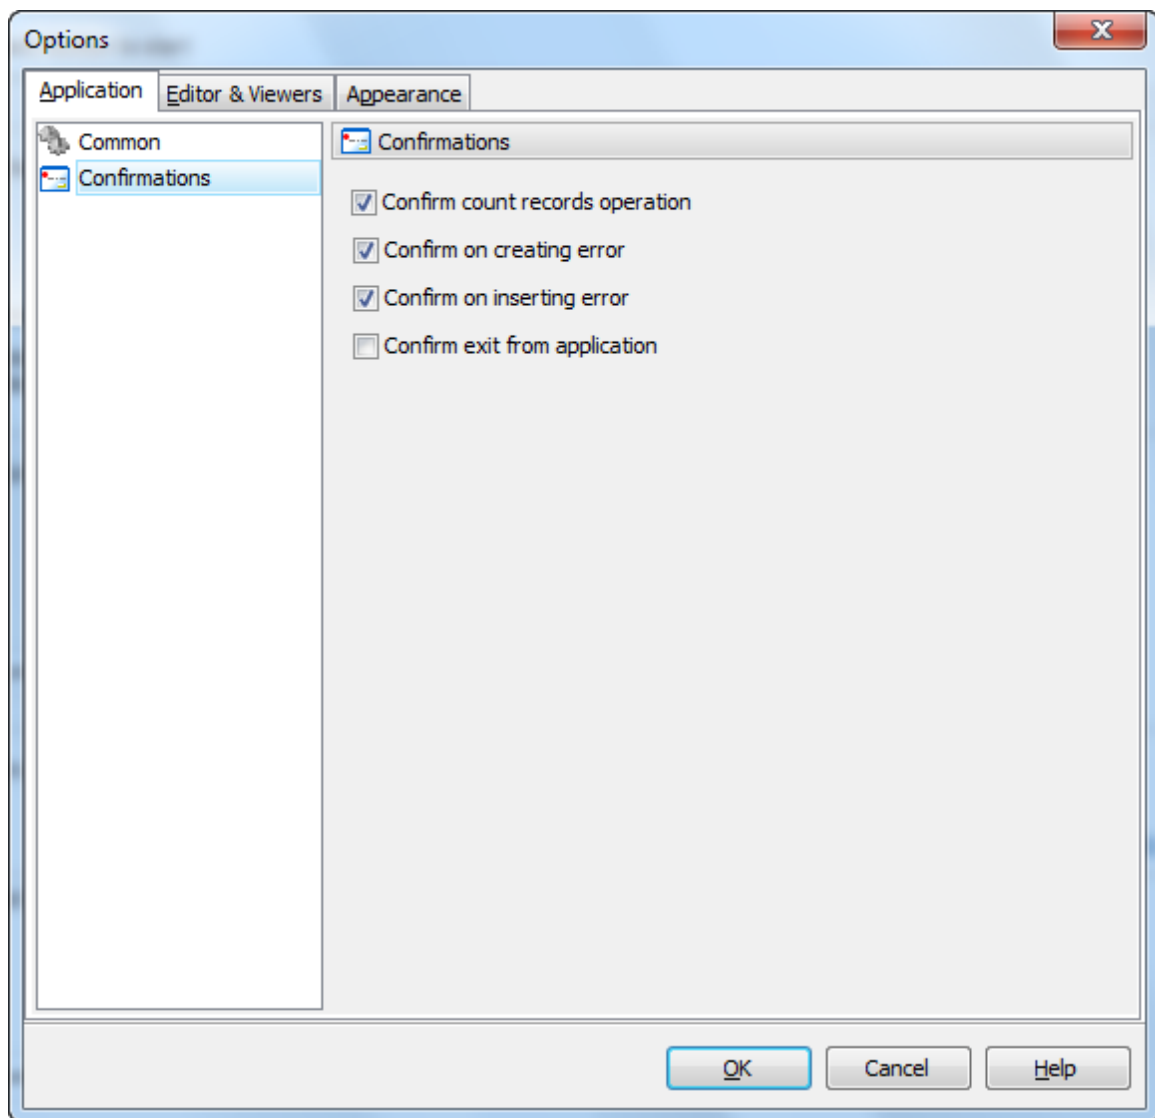 Options
Application Editor & Viewers Appearance
Common
Confirmations
Confirmations
Confirm count records operation
Confirm on creating error
Confirm on inserting error
Confirm exit from application
OK Cancel Help